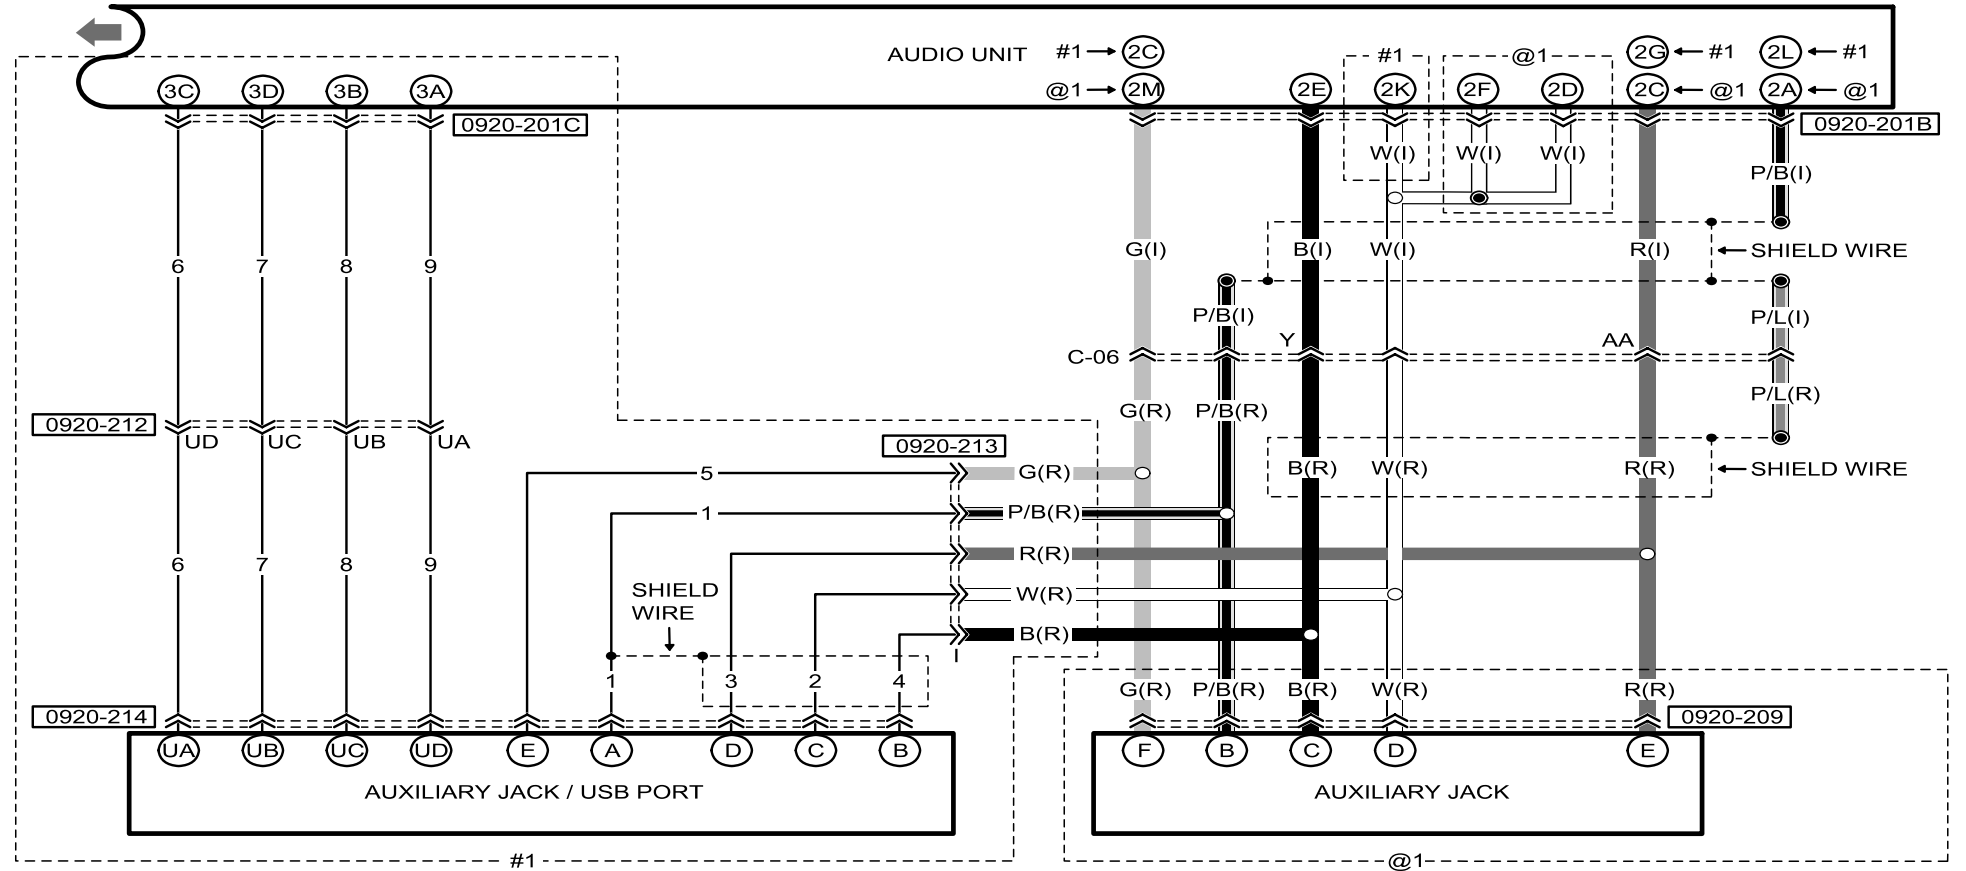 AUDIO UNIT #1 2C 2G #1 2L #1
#1 @1
3C 3D 3B 3A @1 2M 2E 2K 2F 2D 2C @1 2A @1
0920-201C 0920-201B
W(I) W(I) W(I)
P/B(I)
G(I) B(I) W(I) R(I) SHIELD WIRE
6 7 8 9
P/B(I) P/L(I)
Y AA
C-06
P/L(R)
G(R) P/B(R)
0920-212
UD UC UB UA
0920-213
5 G(R) B(R) W(R) R(R) SHIELD WIRE
1 P/B(R)
R(R)
6 7 8 9
SHIELD
WIRE
W(R)
B(R)
I
1 3 2 4
G(R) P/B(R) B(R) W(R) R(R)
0920-214 0920-209
UA UB UC UD E A D C B F B C D E
AUXILIARY JACK / USB PORT AUXILIARY JACK
#1 @1